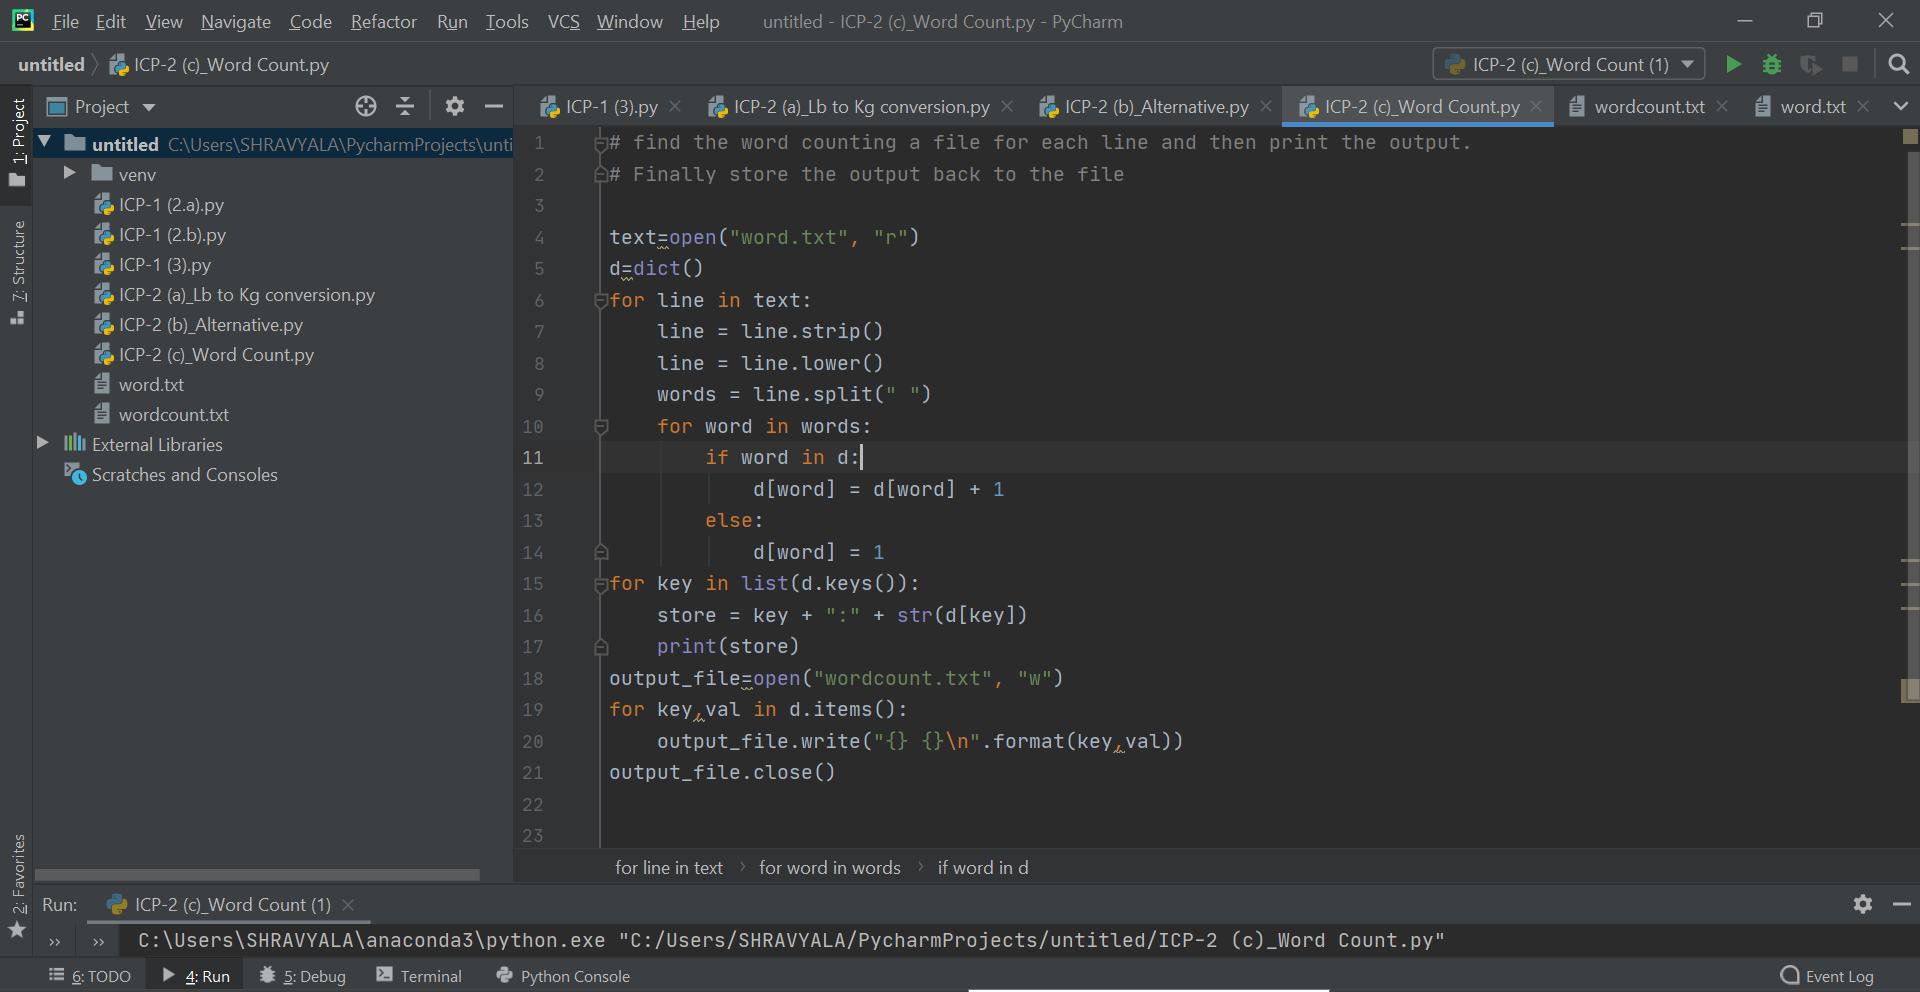 PC File Edit View Navigate Code Refactor Run Tools VCS Window Help untitled - ICP-2 (c)_Word Count.py - PyCharm
untitled ICP-2 (c)_Word Count.py ICP-2 (c)_Word Count (1)
1: Project
7: Structure
2: Favorites
Project
untitled C:\Users\SHRAVYALA\PycharmProjects\unti
venv
ICP-1 (2.a).py
ICP-1 (2.b).py
ICP-1 (3).py
ICP-2 (a)_Lb to Kg conversion.py
ICP-2 (b)_Alternative.py
ICP-2 (c)_Word Count.py
word.txt
wordcount.txt
External Libraries
Scratches and Consoles
ICP-1 (3).py ICP-2 (a)_Lb to Kg conversion.py ICP-2 (b)_Alternative.py ICP-2 (c)_Word Count.py wordcount.txt word.txt
1 # find the word counting a file for each line and then print the output.
2 # Finally store the output back to the file
3
4 text=open("word.txt", "r")
5 d=dict()
6 for line in text:
7     line = line.strip()
8     line = line.lower()
9     words = line.split(" ")
10     for word in words:
11         if word in d:
12             d[word] = d[word] + 1
13         else:
14             d[word] = 1
15 for key in list(d.keys()):
16     store = key + ":" + str(d[key])
17     print(store)
18 output_file=open("wordcount.txt", "w")
19 for key,val in d.items():
20     output_file.write("{} {}\n".format(key,val))
21 output_file.close()
22
23
for line in text › for word in words › if word in d
Run: ICP-2 (c)_Word Count (1)
» » C:\Users\SHRAVYALA\anaconda3\python.exe "C:/Users/SHRAVYALA/PycharmProjects/untitled/ICP-2 (c)_Word Count.py"
6: TODO 4: Run 5: Debug Terminal Python Console Event Log